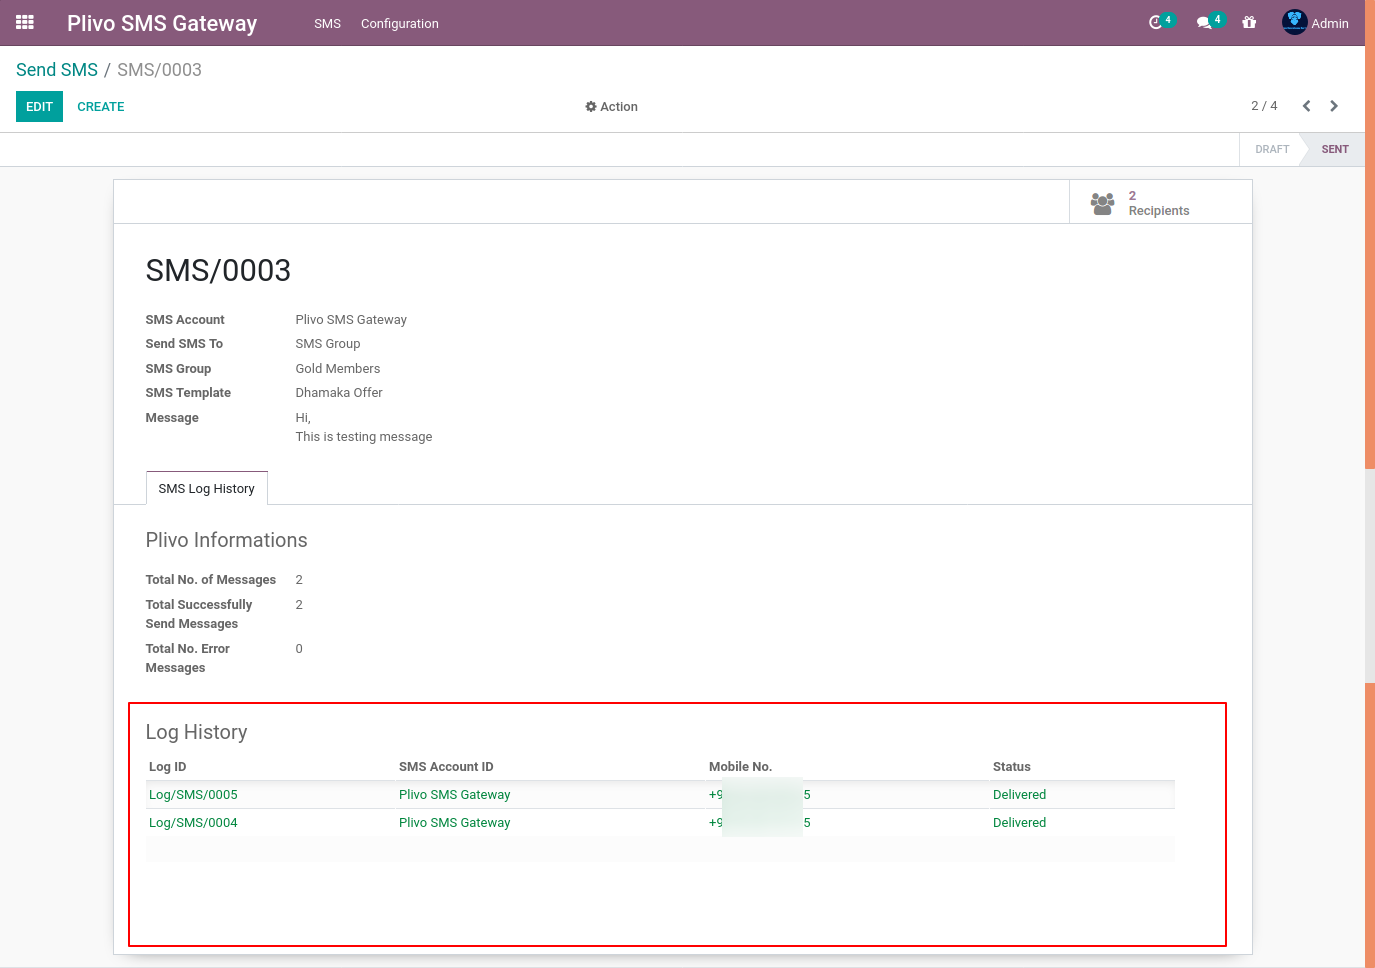 Plivo SMS Gateway SMS Configuration 4 4 Admin
Send SMS / SMS/0003
EDIT CREATE Action 2 / 4
DRAFT SENT
2
Recipients
SMS/0003
SMS Account Plivo SMS Gateway
Send SMS To SMS Group
SMS Group Gold Members
SMS Template Dhamaka Offer
Message Hi,
This is testing message
SMS Log History
Plivo Informations
Total No. of Messages 2
Total Successfully 2
Send Messages
Total No. Error 0
Messages
Log History
Log ID SMS Account ID Mobile No. Status
Log/SMS/0005 Plivo SMS Gateway +9 5 Delivered
Log/SMS/0004 Plivo SMS Gateway +9 5 Delivered